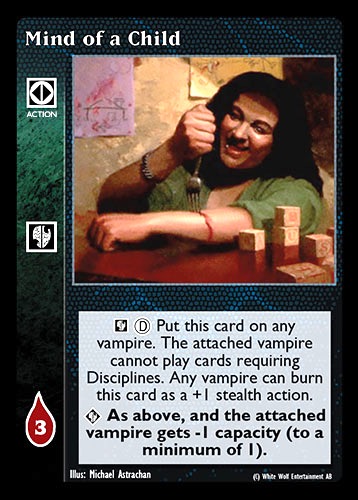 Mind of a Child
ACTION
Ⓓ Put this card on any
vampire. The attached vampire
cannot play cards requiring
Disciplines. Any vampire can burn
this card as a +1 stealth action.
As above, and the attached
vampire gets -1 capacity (to a
minimum of 1).
3
Illus: Michael Astrachan
(C) White Wolf Entertainment AB